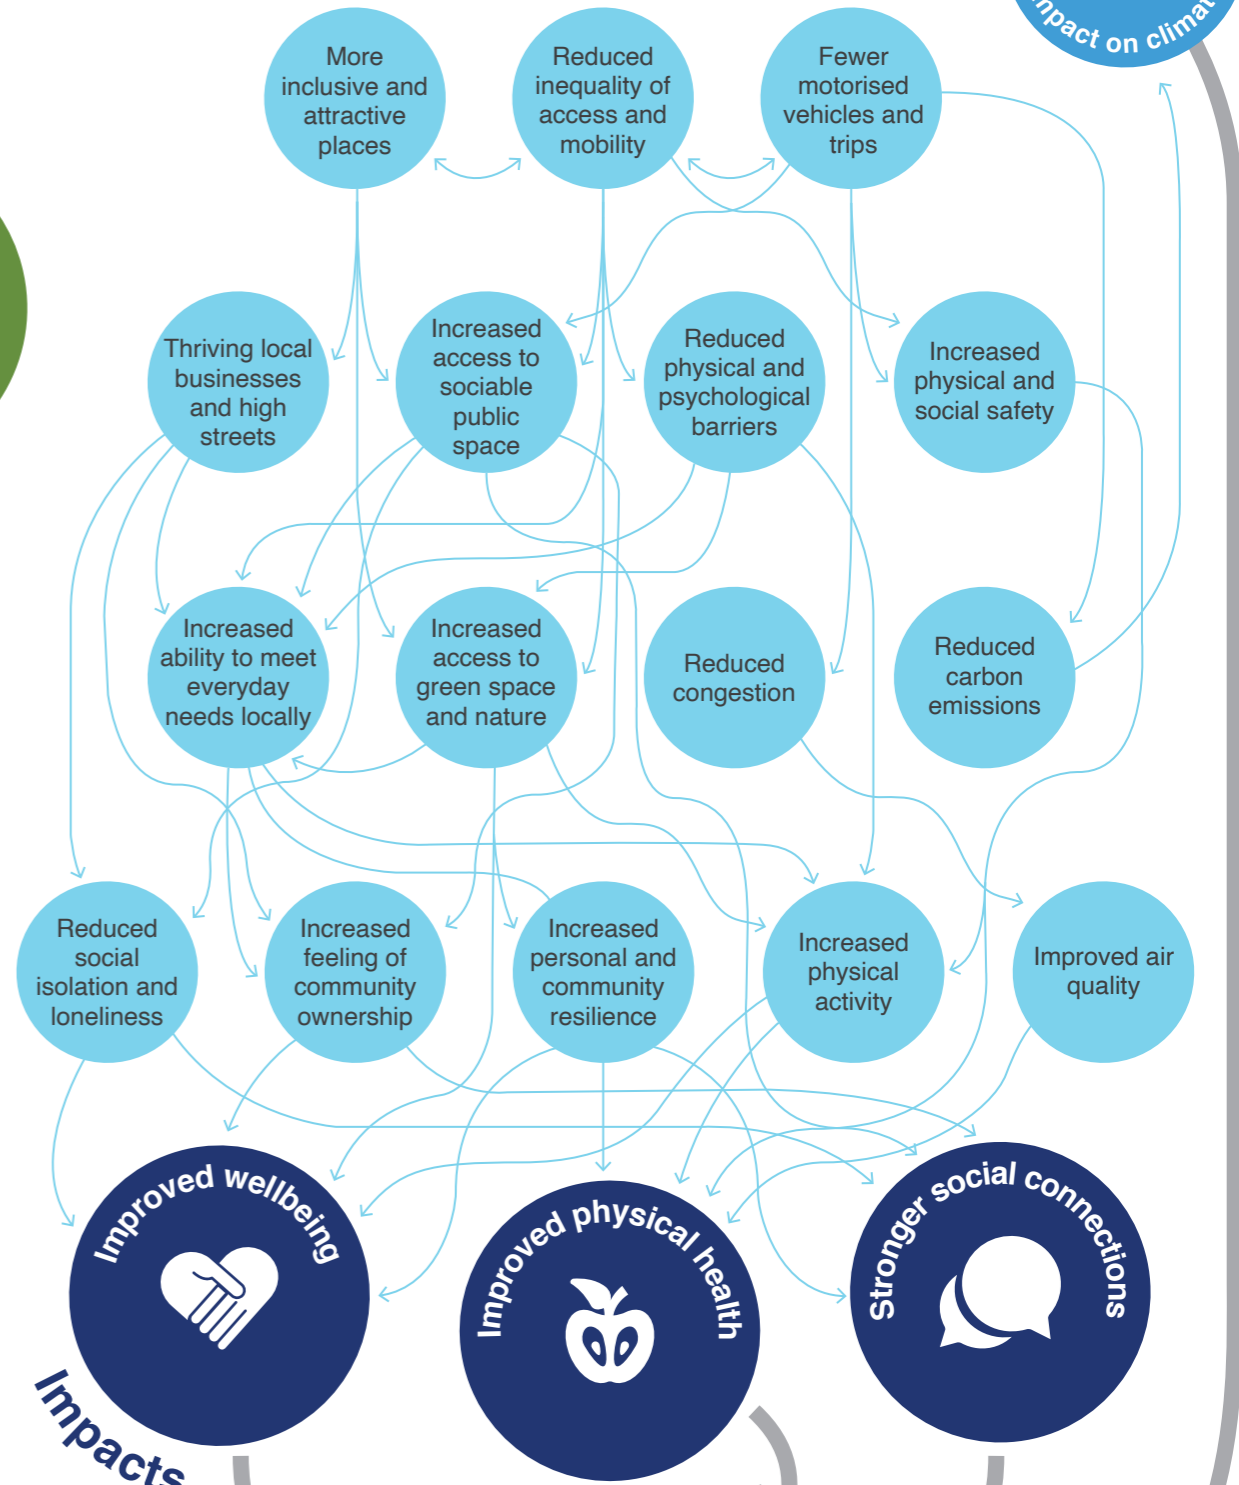 impact on climat
More
inclusive and
attractive
places
Reduced
inequality of
access and
mobility
Fewer
motorised
vehicles and
trips
Thriving local
businesses
and high
streets
Increased
access to
sociable
public
space
Reduced
physical and
psychological
barriers
Increased
physical and
social safety
Increased
ability to meet
everyday
needs locally
Increased
access to
green space
and nature
Reduced
congestion
Reduced
carbon
emissions
Reduced
social
isolation and
loneliness
Increased
feeling of
community
ownership
Increased
personal and
community
resilience
Increased
physical
activity
Improved air
quality
Improved wellbeing
Improved physical health
Stronger social connections
Impacts